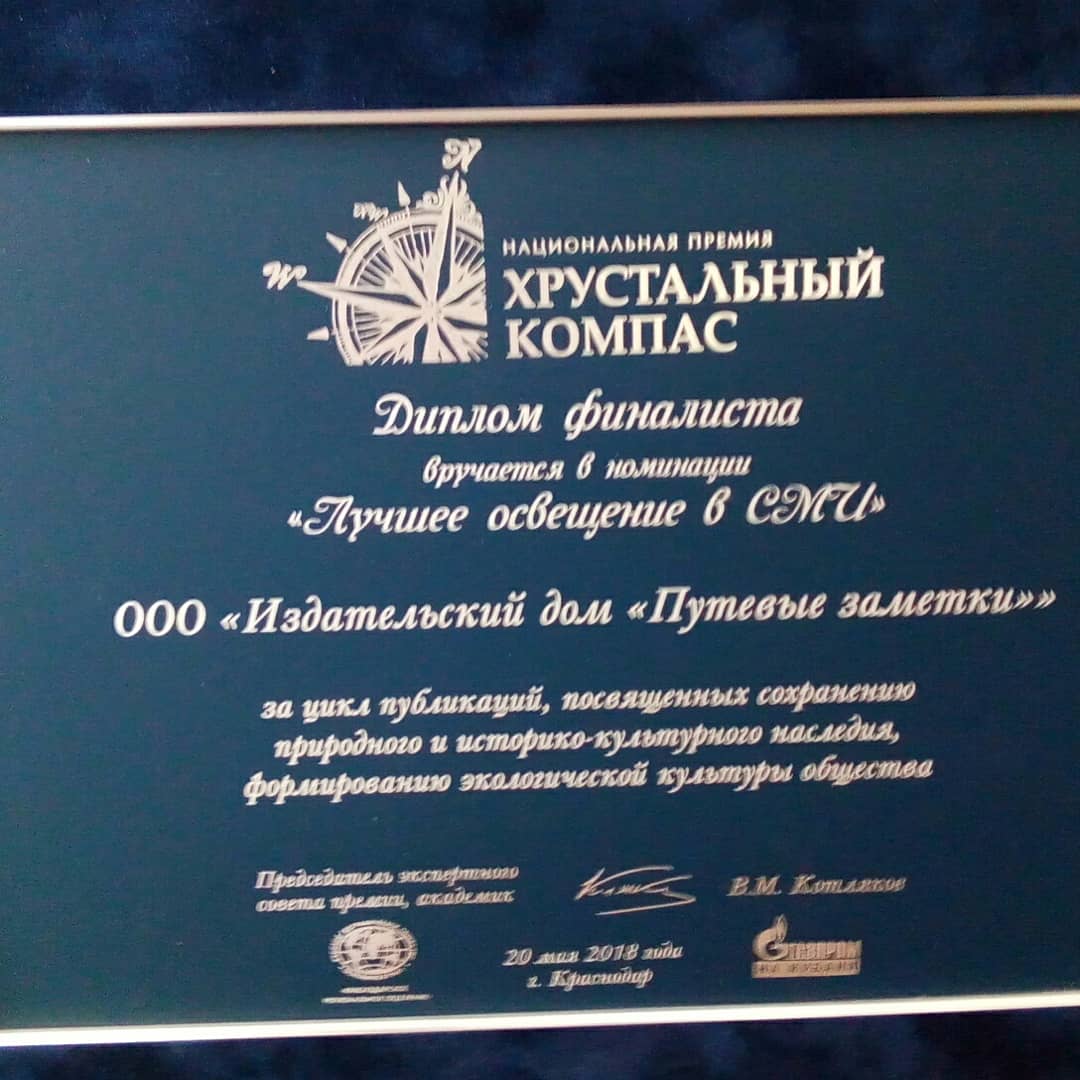 N
NW
W
НАЦИОНАЛЬНАЯ ПРЕМИЯ
ХРУСТАЛЬНЫЙ
КОМПАС
Диплом финалиста
вручается в номинации
«Лучшее освещение в СМИ»
ООО «Издательский дом «Путевые заметки»»
за цикл публикаций, посвященных сохранению
природного и историко-культурного наследия,
формированию экологической культуры общества
Председатель экспертного
совета премии, академик
В.М. Котляков
20 мая 2018 года
г. Краснодар
ГАЗПРОМ